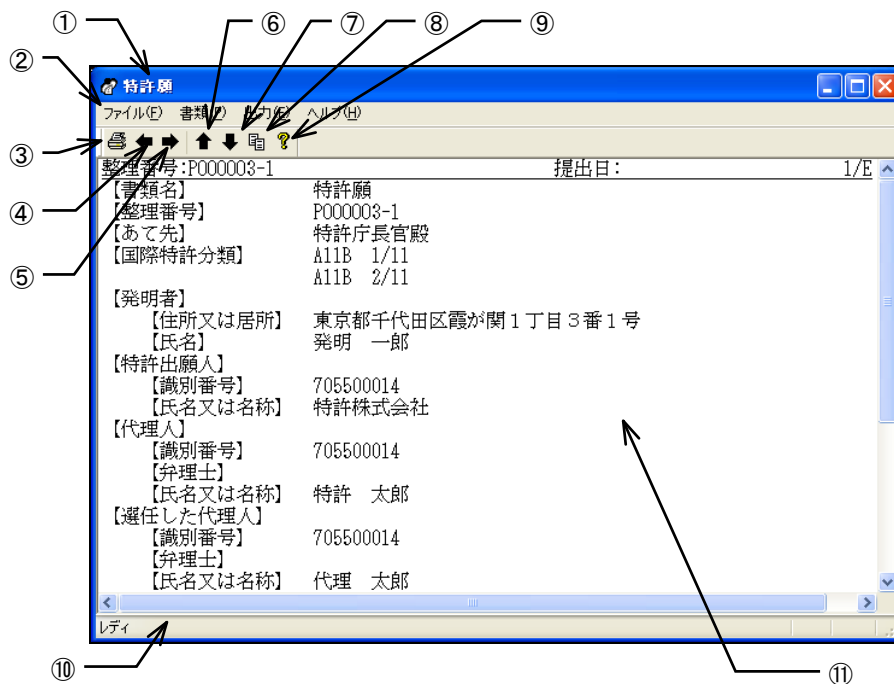 ① ⑥ ⑦ ⑧ ⑨
②
特許願
ファイル(F) 書類(P) 出力(E) ヘルプ(H)
③
整理番号:P000003-1 提出日: 1/E
【書類名】 特許願
④
【整理番号】 P000003-1
【あて先】 特許庁長官殿
⑤
【国際特許分類】 A11B 1/11
A11B 2/11
【発明者】
【住所又は居所】 東京都千代田区霞が関1丁目3番1号
【氏名】 発明 一郎
【特許出願人】
【識別番号】 705500014
【氏名又は名称】 特許株式会社
【代理人】
【識別番号】 705500014
【弁理士】
【氏名又は名称】 特許 太郎
【選任した代理人】
【識別番号】 705500014
【弁理士】
【氏名又は名称】 代理 太郎
レディ
⑩ ⑪